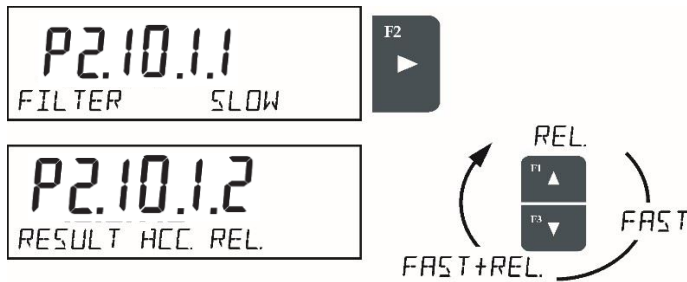 P2.10.1.1
FILTER SLOW
F2
P2.10.1.2
RESULT ACC. REL.
REL.
F1
F3
FAST
FAST+REL.